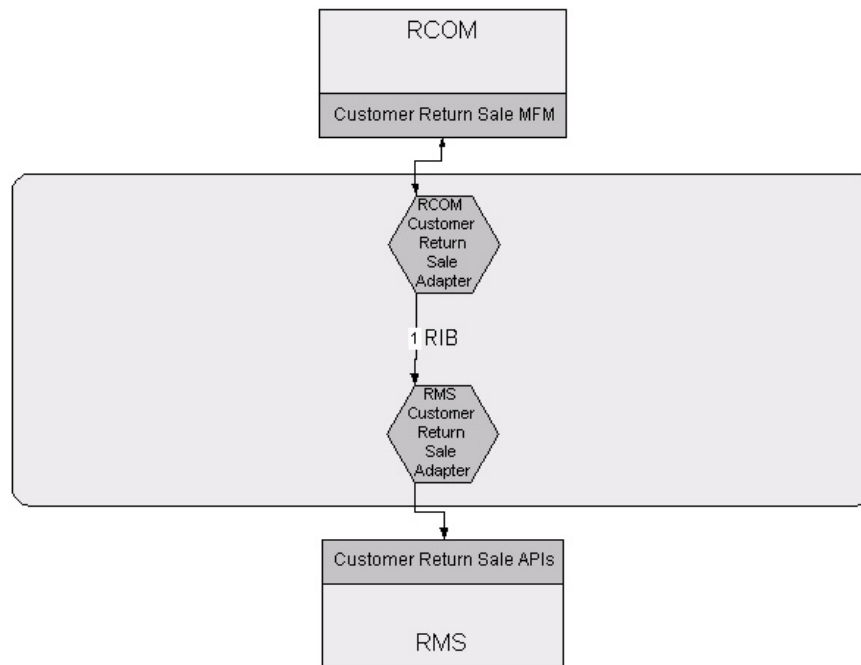 RCOM
Customer Return Sale MFM
RCOM
Customer
Return
Sale
Adapter
1 RIB
RMS
Customer
Return
Sale
Adapter
Customer Return Sale APIs
RMS